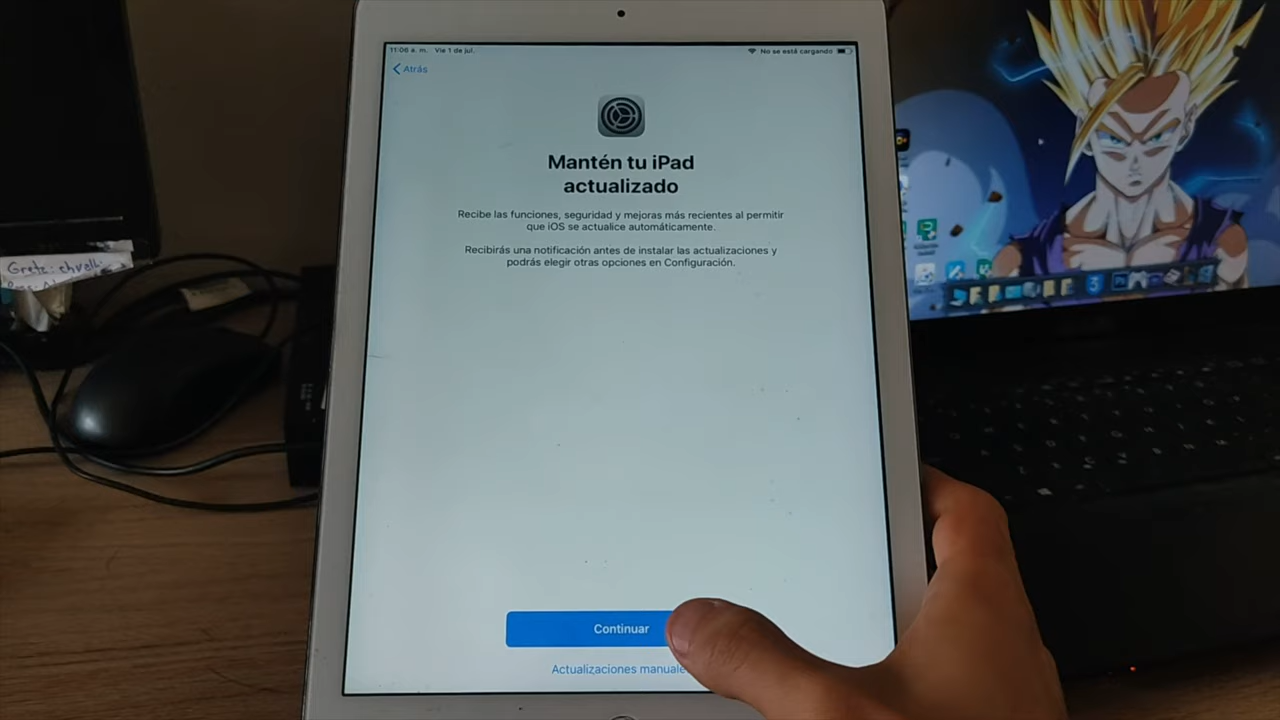 11:06 a. m. Vie 1 de jul.
No se está cargando
Atrás
Mantén tu iPad
actualizado
Recibe las funciones, seguridad y mejoras más recientes al permitir
que iOS se actualice automáticamente.
Recibirás una notificación antes de instalar las actualizaciones y
podrás elegir otras opciones en Configuración.
Continuar
Actualizaciones manuale